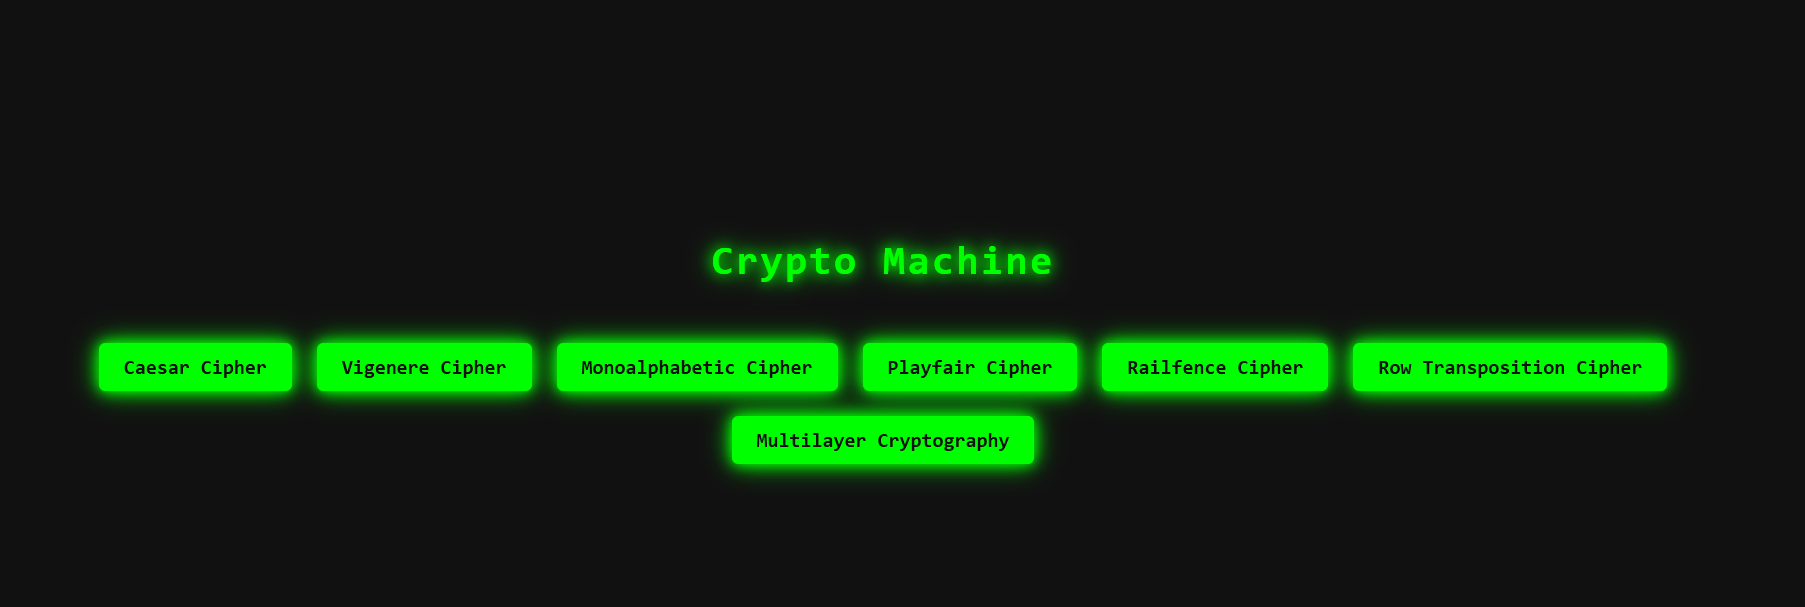 Crypto Machine
Caesar Cipher Vigenere Cipher Monoalphabetic Cipher Playfair Cipher Railfence Cipher Row Transposition Cipher
Multilayer Cryptography